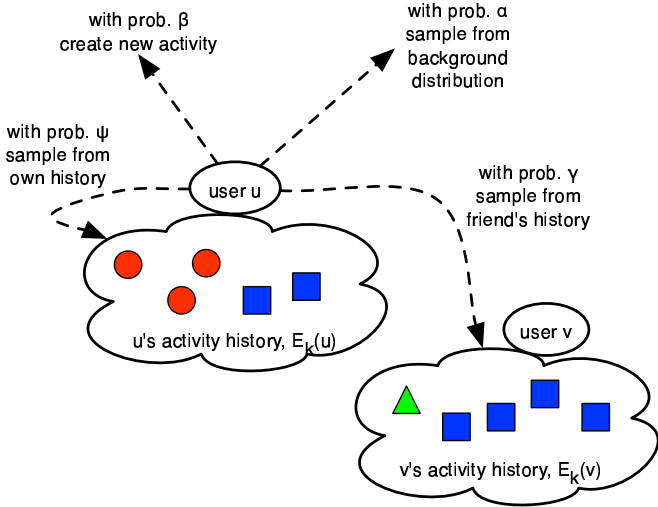 with prob. β
create new activity
with prob. α
sample from
background
distribution
with prob. ψ
sample from
own history
user u
with prob. γ
sample from
friend's history
u's activity history, Ek(u)
user v
v's activity history, Ek(v)